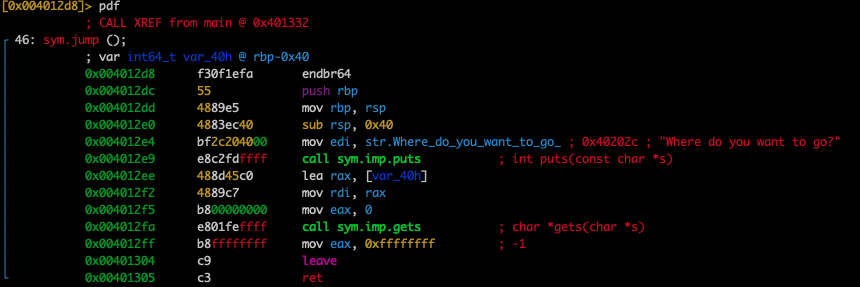 [0x004012d8]> pdf
; CALL XREF from main @ 0x401332
46: sym.jump ();
; var int64_t var_40h @ rbp-0x40
0x004012d8 f30f1efa endbr64
0x004012dc 55 push rbp
0x004012dd 4889e5 mov rbp, rsp
0x004012e0 4883ec40 sub rsp, 0x40
0x004012e4 bf2c204000 mov edi, str.Where_do_you_want_to_go_ ; 0x40202c ; "Where do you want to go?"
0x004012e9 e8c2fdffff call sym.imp.puts ; int puts(const char *s)
0x004012ee 488d45c0 lea rax, [var_40h]
0x004012f2 4889c7 mov rdi, rax
0x004012f5 b800000000 mov eax, 0
0x004012fa e801feffff call sym.imp.gets ; char *gets(char *s)
0x004012ff b8ffffffff mov eax, 0xffffffff ; -1
0x00401304 c9 leave
0x00401305 c3 ret